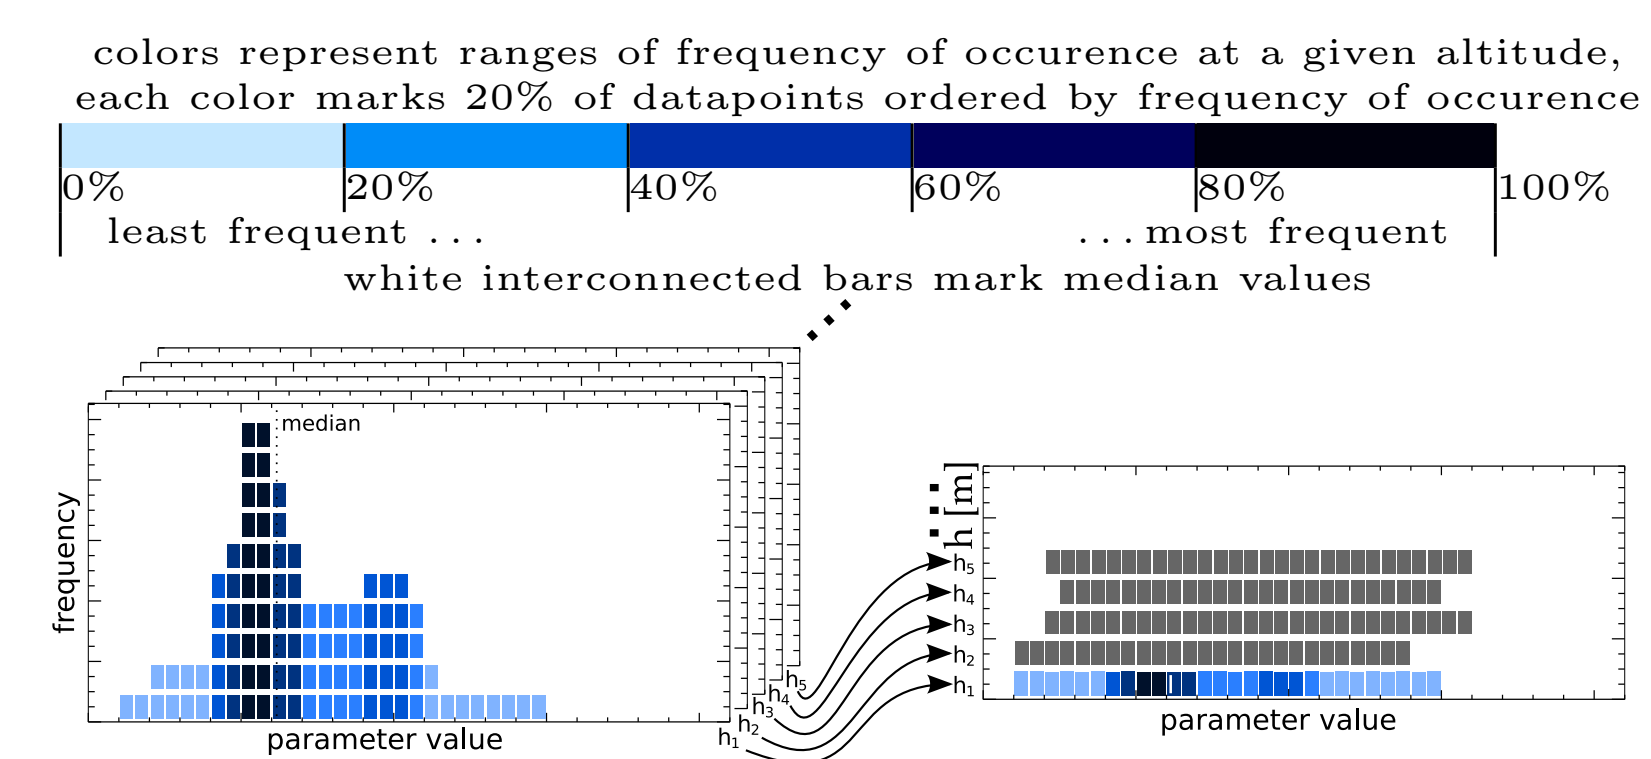 colors represent ranges of frequency of occurence at a given altitude,
each color marks 20% of datapoints ordered by frequency of occurence
0% 20% 40% 60% 80% 100%
least frequent ... ... most frequent
white interconnected bars mark median values
median
frequency
parameter value
h₁
h₂
h₃
h₄
h₅
h [m]
h₅
h₄
h₃
h₂
h₁
parameter value